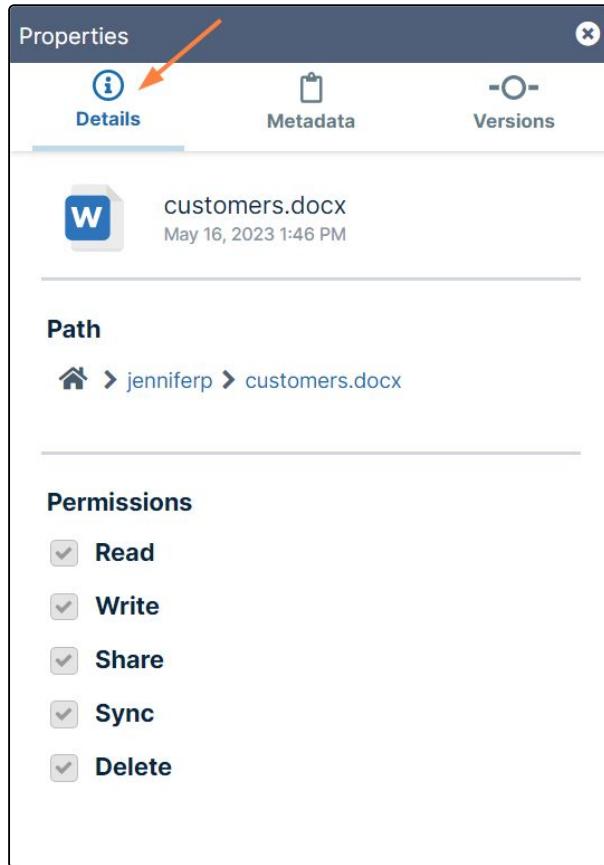 Properties
Details Metadata Versions
W customers.docx
May 16, 2023 1:46 PM
Path
jenniferp customers.docx
Permissions
Read
Write
Share
Sync
Delete